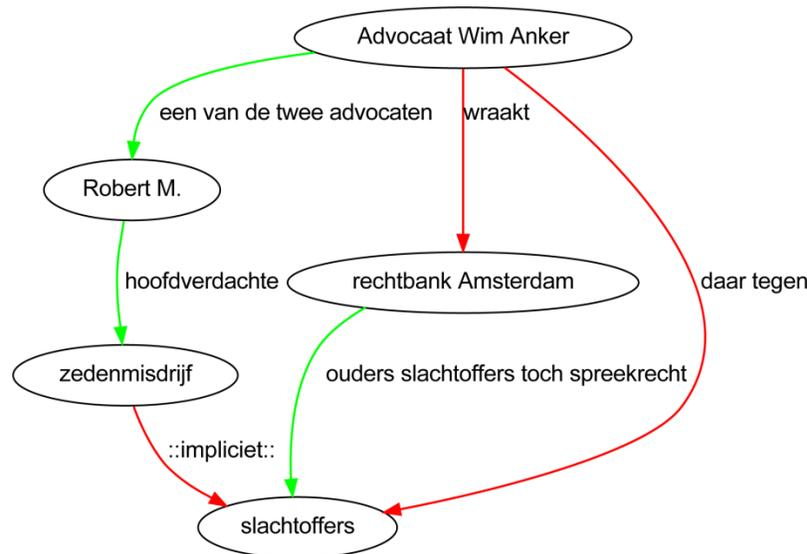 Advocaat Wim Anker
een van de twee advocaten
wraakt
Robert M.
hoofdverdachte
rechtbank Amsterdam
daar tegen
zedenmisdrijf
ouders slachtoffers toch spreekrecht
::impliciet::
slachtoffers